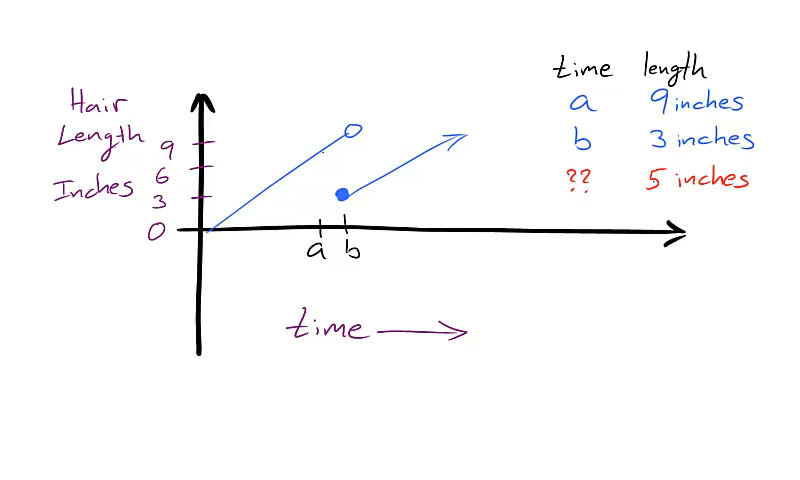 Hair
Length
Inches
9
6
3
0
a b
time
time length
a 9 inches
b 3 inches
?? 5 inches